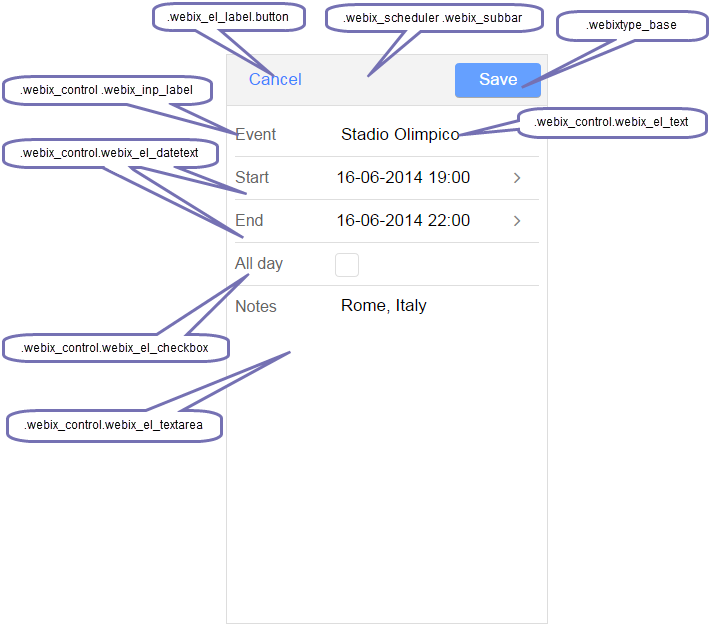 .webix_el_label.button
.webix_scheduler .webix_subbar
.webixtype_base
Cancel
Save
.webix_control .webix_inp_label
.webix_control.webix_el_text
Event
Stadio Olimpico
.webix_control.webix_el_datetext
Start
16-06-2014 19:00
End
16-06-2014 22:00
All day
Notes
Rome, Italy
.webix_control.webix_el_checkbox
.webix_control.webix_el_textarea